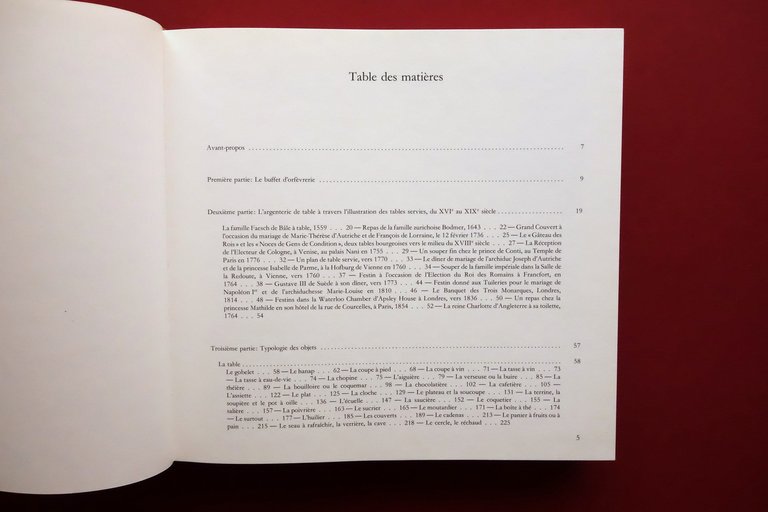 Table des matières
Avant-propos 7
Première partie: Le buffet d'orfèvrerie 9
Deuxième partie: L'argenterie de table à travers l'illustration des tables servies, du XVIe au XIXe siècle 19
La famille Faesch de Bâle à table, 1559 . . . 20 — Repas de la famille zurichoise Bodmer, 1643 . . . 22 — Grand Couvert à
l'occasion du mariage de Marie-Thérèse d'Autriche et de François de Lorraine, le 12 février 1736 . . . 25 — Le «Gâteau des
Rois» et les «Noces de Gens de Condition», deux tables bourgeoises vers le milieu du XVIIIe siècle . . . 27 — La Réception
de l'Electeur de Cologne, à Venise, au palais Nani en 1755 . . . 29 — Un souper fin chez le prince de Conti, au Temple de
Paris en 1776 . . . 32 — Un plan de table servie, vers 1770 . . . 33 — Le dîner de mariage de l'archiduc Joseph d'Autriche
et de la princesse Isabelle de Parme, à la Hofburg de Vienne en 1760 . . . 34 — Souper de la famille impériale dans la Salle de
la Redoute, à Vienne, vers 1760 . . . 37 — Festin à l'occasion de l'Election du Roi des Romains à Francfort, en
1764 . . . 38 — Gustave III de Suède à son dîner, vers 1773 . . . 44 — Festin donné aux Tuileries pour le mariage de
Napoléon Ier et de l'archiduchesse Marie-Louise en 1810 . . . 46 — Le Banquet des Trois Monarques, Londres,
1814 . . . 48 — Festins dans la Waterloo Chamber d'Apsley House à Londres, vers 1836 . . . 50 — Un repas chez la
princesse Mathilde en son hôtel de la rue de Courcelles, à Paris, 1854 . . . 52 — La reine Charlotte d'Angleterre à sa toilette,
1764 . . . 54
Troisième partie: Typologie des objets 57
La table 58
Le gobelet . . . 58 — Le hanap . . . 62 — La coupe à pied . . . 68 — La coupe à vin . . . 71 — La tasse à vin . . . 73
— La tasse à eau-de-vie . . . 74 — La chopine . . . 75 — L'aiguière . . . 79 — La verseuse ou la buire . . . 85 — La
théière . . . 89 — La bouilloire ou le coquemar . . . 98 — La chocolatière . . . 102 — La cafetière . . . 105 —
L'assiette . . . 122 — Le plat . . . 125 — La cloche . . . 129 — Le plateau et la soucoupe . . . 131 — La terrine, la
soupière et le pot à oille . . . 136 — L'écuelle . . . 147 — La saucière . . . 152 — Le coquetier . . . 155 — La
salière . . . 157 — La poivrière . . . 163 — Le sucrier . . . 165 — Le moutardier . . . 171 — La boîte à thé . . . 174
— Le surtout . . . 177 — L'huilier . . . 185 — Les couverts . . . 189 — Le cadenas . . . 213 — Le panier à fruits ou à
pain . . . 215 — Le seau à rafraîchir, la verrière, la cave . . . 218 — Le cercle, le réchaud . . . 225
5